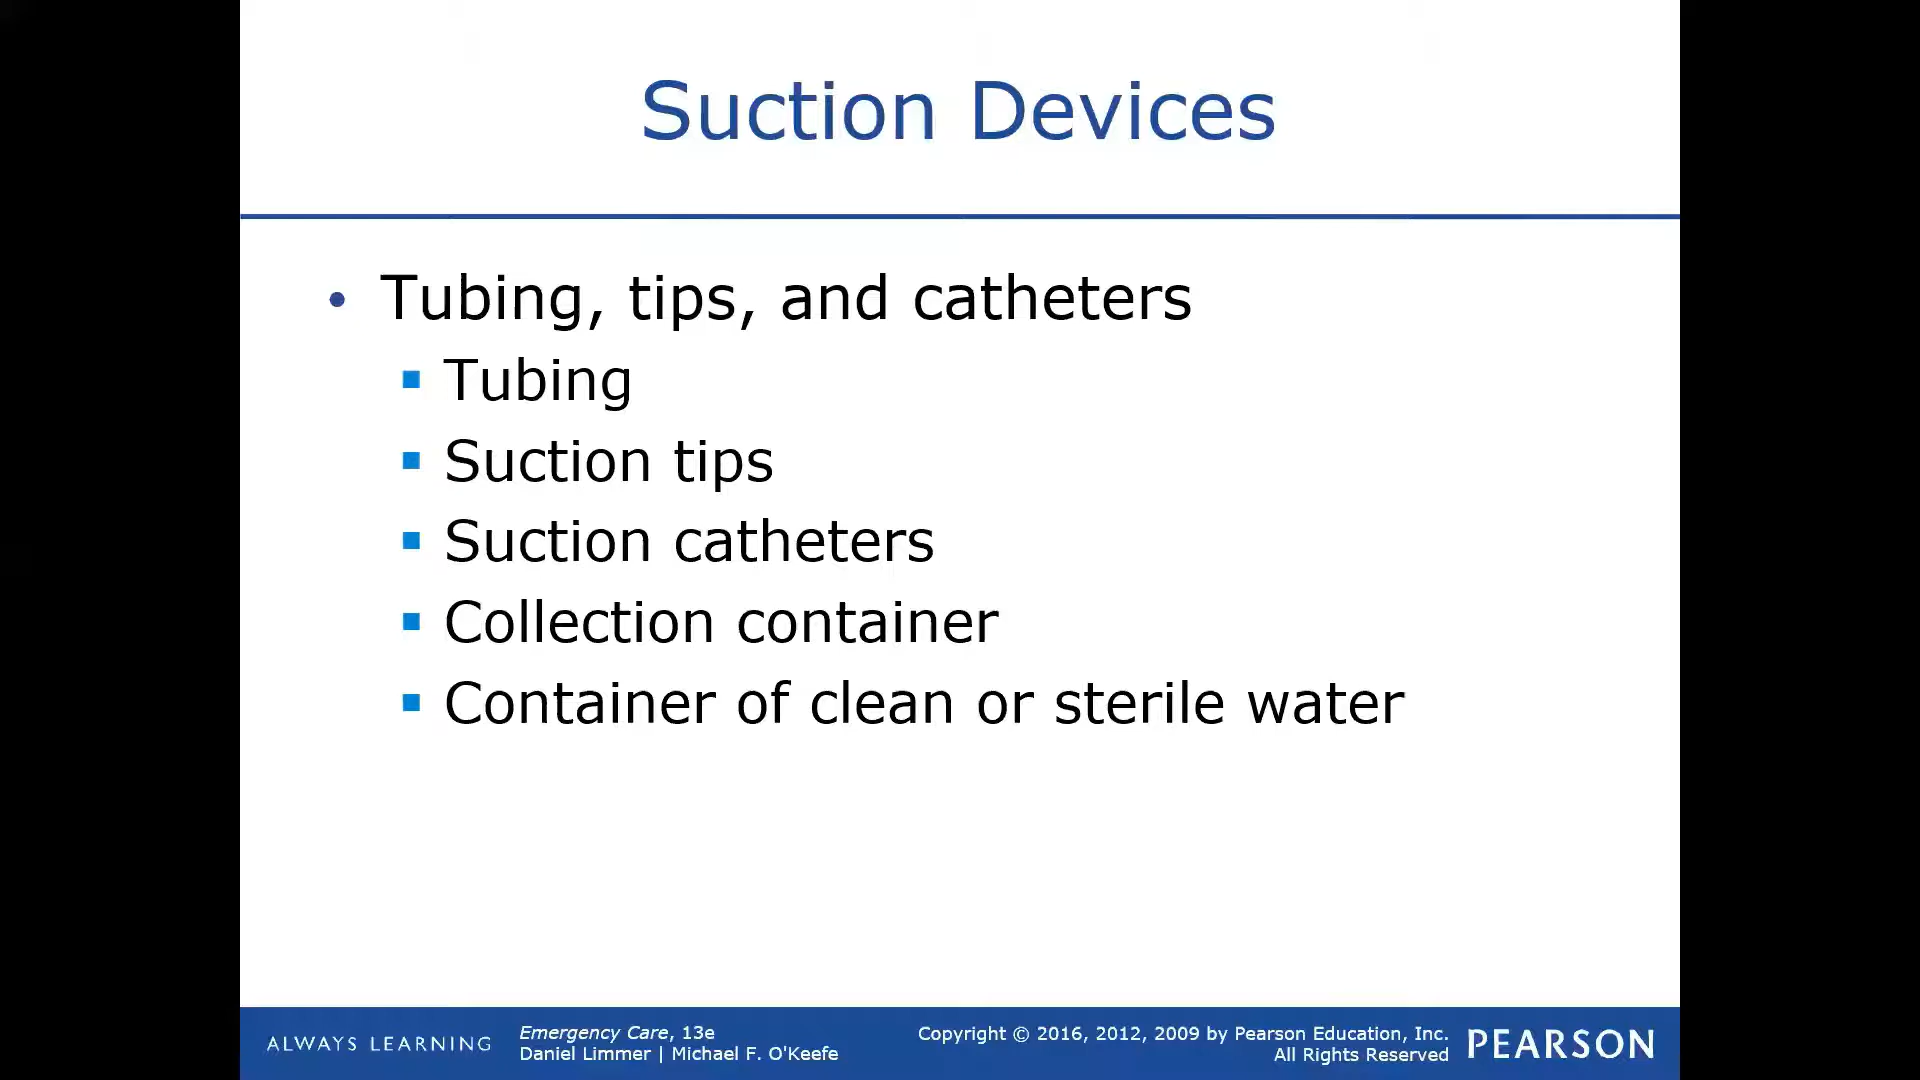 Suction Devices
• Tubing, tips, and catheters
▪ Tubing
▪ Suction tips
▪ Suction catheters
▪ Collection container
▪ Container of clean or sterile water
ALWAYS LEARNING
Emergency Care, 13e
Daniel Limmer | Michael F. O'Keefe
Copyright © 2016, 2012, 2009 by Pearson Education, Inc.
All Rights Reserved
PEARSON